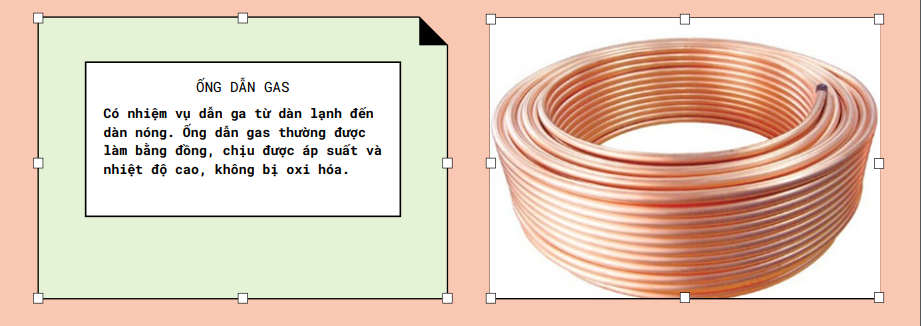 ỐNG DẪN GAS
Có nhiệm vụ dẫn ga từ dàn lạnh đến
dàn nóng. Ống dẫn gas thường được
làm bằng đồng, chịu được áp suất và
nhiệt độ cao, không bị oxi hóa.